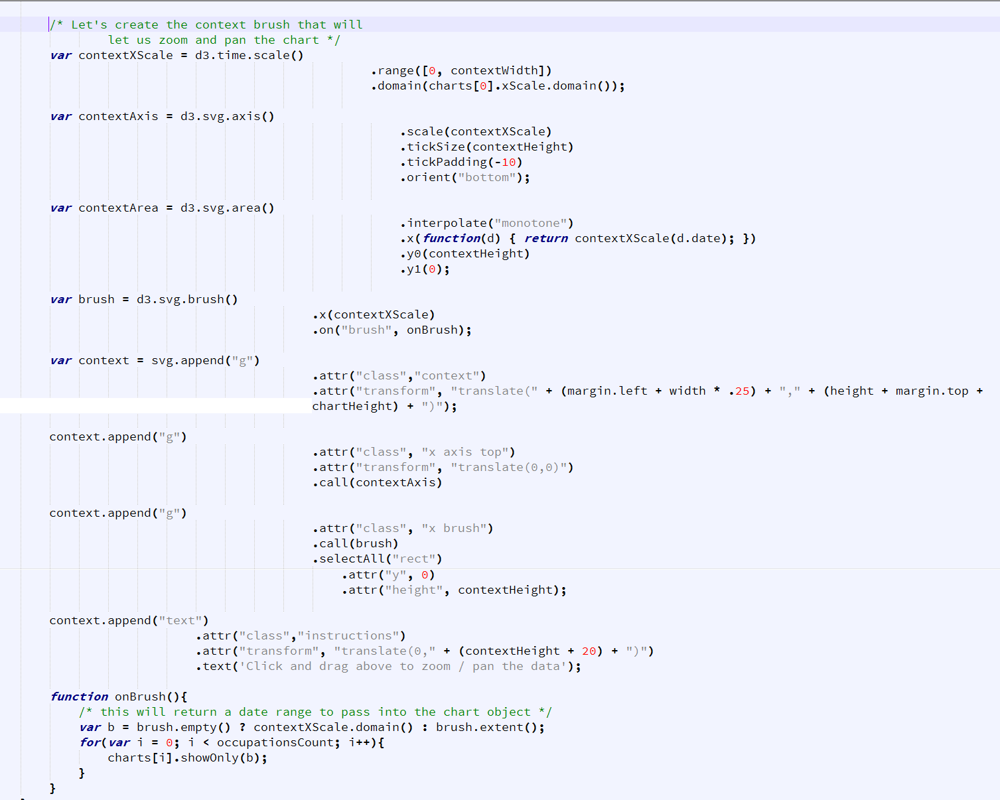 /* Let's create the context brush that will
let us zoom and pan the chart */
var contextXScale = d3.time.scale()
.range([0, contextWidth])
.domain(charts[0].xScale.domain());
var contextAxis = d3.svg.axis()
.scale(contextXScale)
.tickSize(contextHeight)
.tickPadding(-10)
.orient("bottom");
var contextArea = d3.svg.area()
.interpolate("monotone")
.x(function(d) { return contextXScale(d.date); })
.y0(contextHeight)
.y1(0);
var brush = d3.svg.brush()
.x(contextXScale)
.on("brush", onBrush);
var context = svg.append("g")
.attr("class","context")
.attr("transform", "translate(" + (margin.left + width * .25) + "," + (height + margin.top +
chartHeight) + ")");
context.append("g")
.attr("class", "x axis top")
.attr("transform", "translate(0,0)")
.call(contextAxis)
context.append("g")
.attr("class", "x brush")
.call(brush)
.selectAll("rect")
.attr("y", 0)
.attr("height", contextHeight);
context.append("text")
.attr("class","instructions")
.attr("transform", "translate(0," + (contextHeight + 20) + ")")
.text('Click and drag above to zoom / pan the data');
function onBrush(){
/* this will return a date range to pass into the chart object */
var b = brush.empty() ? contextXScale.domain() : brush.extent();
for(var i = 0; i < occupationsCount; i++){
charts[i].showOnly(b);
}
}